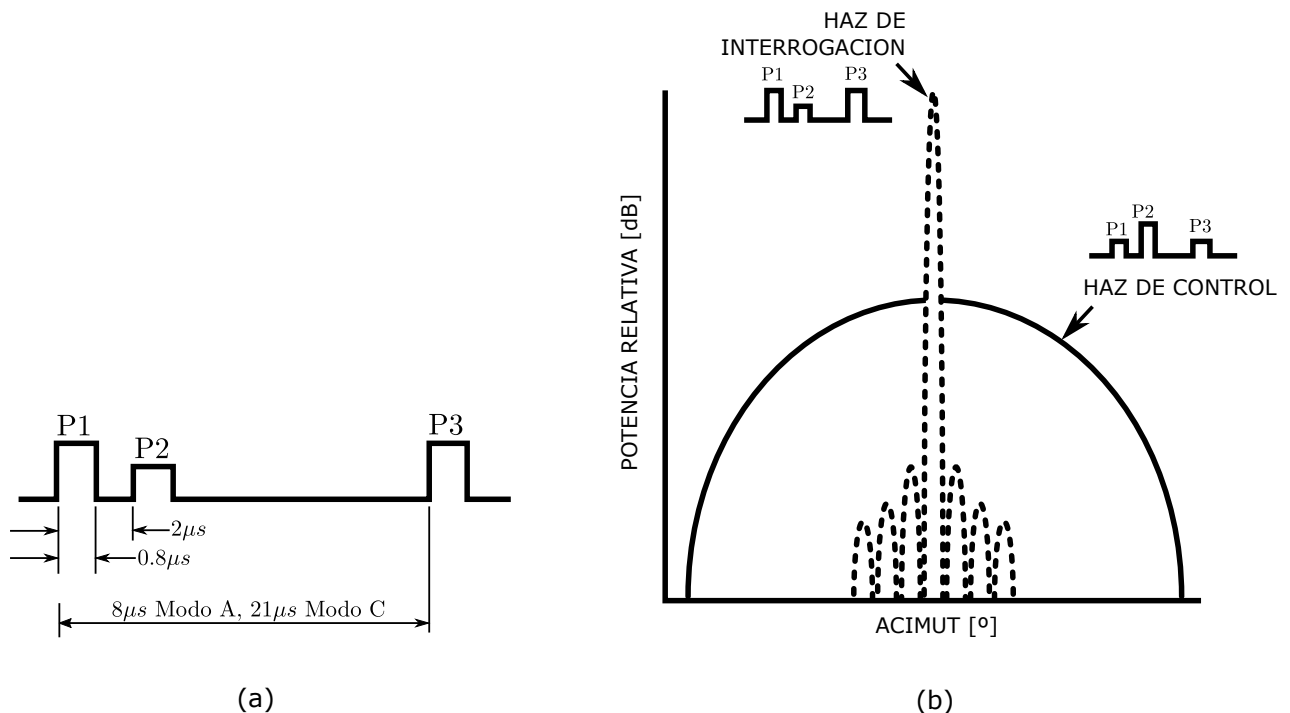 P1
P2
P3
2μs
0.8μs
8μs Modo A, 21μs Modo C
(a)
HAZ DE
INTERROGACION
P1
P2
P3
POTENCIA RELATIVA [dB]
P1
P2
P3
HAZ DE CONTROL
ACIMUT [º]
(b)